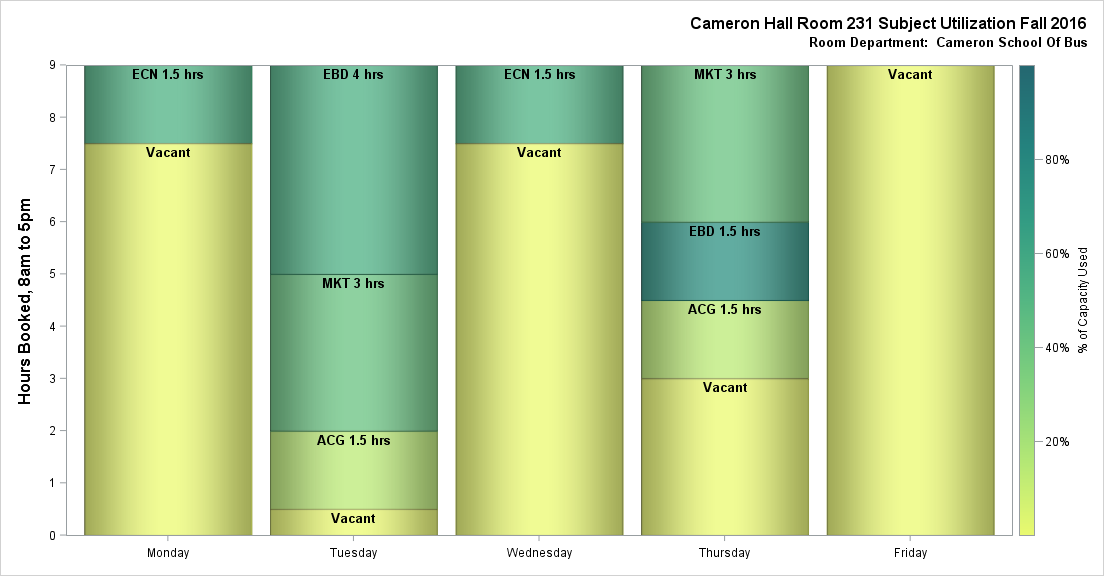 Cameron Hall Room 231 Subject Utilization Fall 2016
Room Department:  Cameron School Of Bus
Hours Booked, 8am to 5pm
9
8
7
6
5
4
3
2
1
0
ECN 1.5 hrs
Vacant
EBD 4 hrs
MKT 3 hrs
ACG 1.5 hrs
Vacant
ECN 1.5 hrs
Vacant
MKT 3 hrs
EBD 1.5 hrs
ACG 1.5 hrs
Vacant
Vacant
Monday
Tuesday
Wednesday
Thursday
Friday
80%
60%
40%
20%
% of Capacity Used